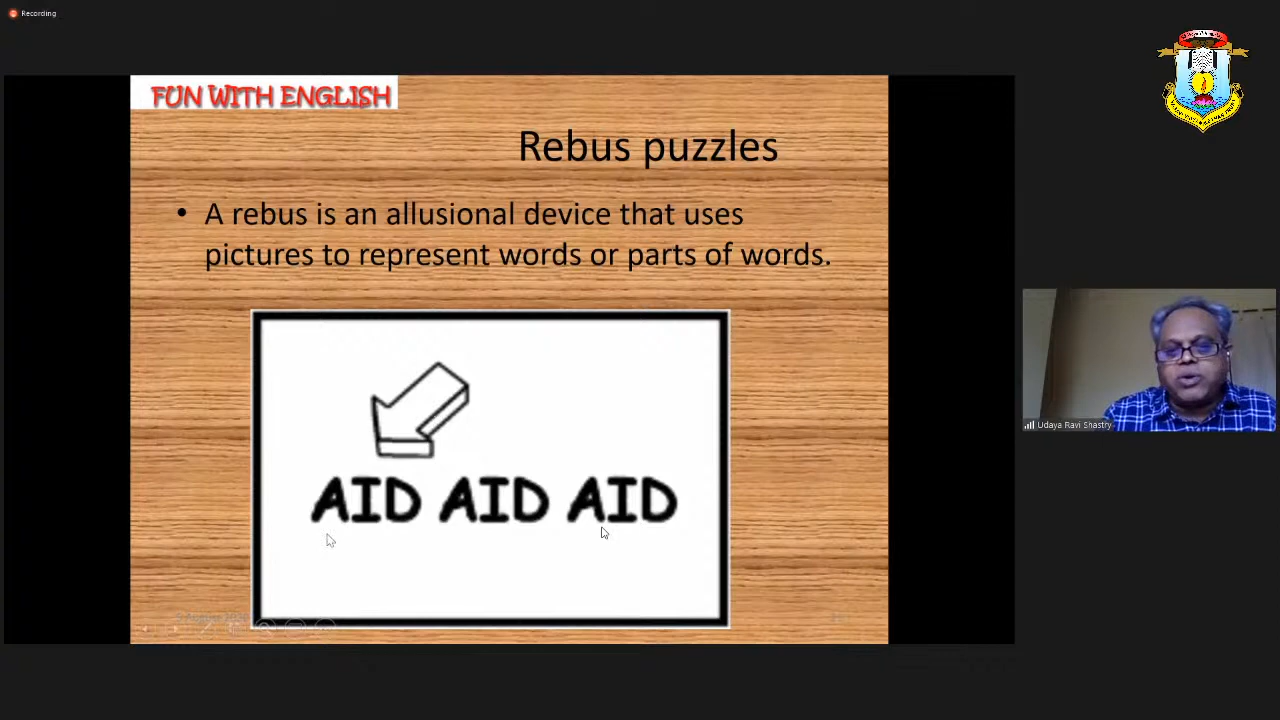 Recording
FUN WITH ENGLISH
Rebus puzzles
• A rebus is an allusional device that uses
pictures to represent words or parts of words.
AID AID AID
Udaya Ravi Shastry